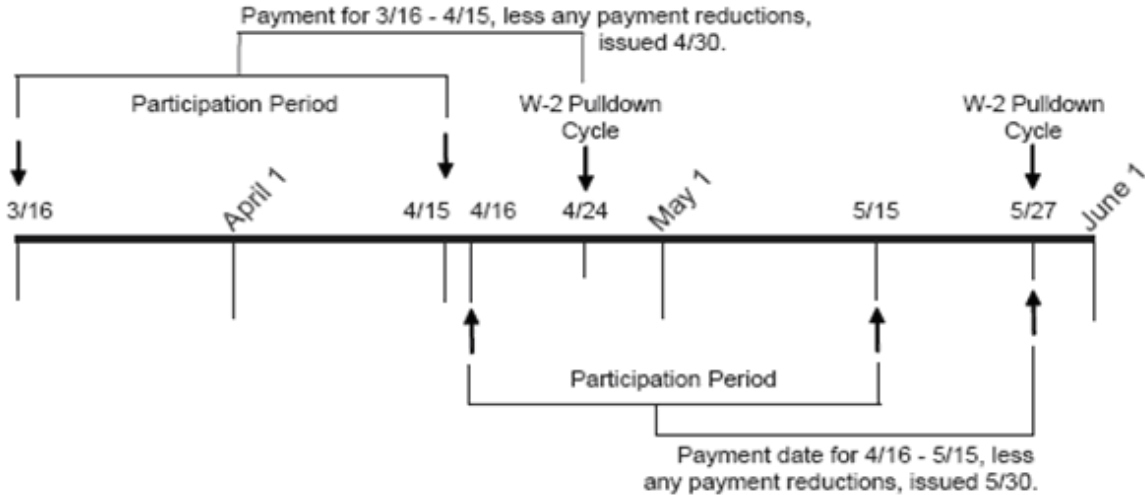 Payment for 3/16 - 4/15, less any payment reductions,
issued 4/30.
Participation Period
W-2 Pulldown
Cycle
W-2 Pulldown
Cycle
3/16
April 1
4/15
4/16
4/24
May 1
5/15
5/27
June 1
Participation Period
Payment date for 4/16 - 5/15, less
any payment reductions, issued 5/30.